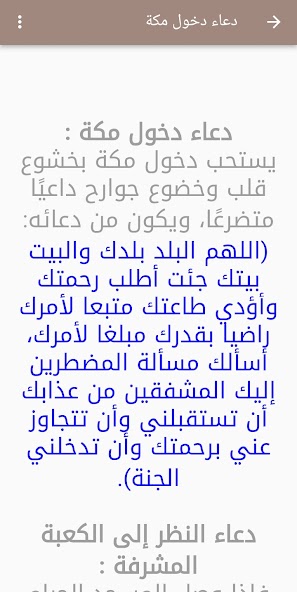 دعاء دخول مكة
دعاء دخول مكة :
يستحب دخول مكة بخشوع
قلب وخضوع جوارح داعيًا
متضرعًا، ويكون من دعائه:
(اللهم البلد بلدك والبيت
بيتك جئت أطلب رحمتك
وأؤدي طاعتك متبعا لأمرك
راضيا بقدرك مبلغا لأمرك،
أسألك مسألة المضطرين
إليك المشفقين من عذابك
أن تستقبلني وأن تتجاوز
عني برحمتك وأن تدخلني
الجنة).
دعاء النظر إلى الكعبة
المشرفة :